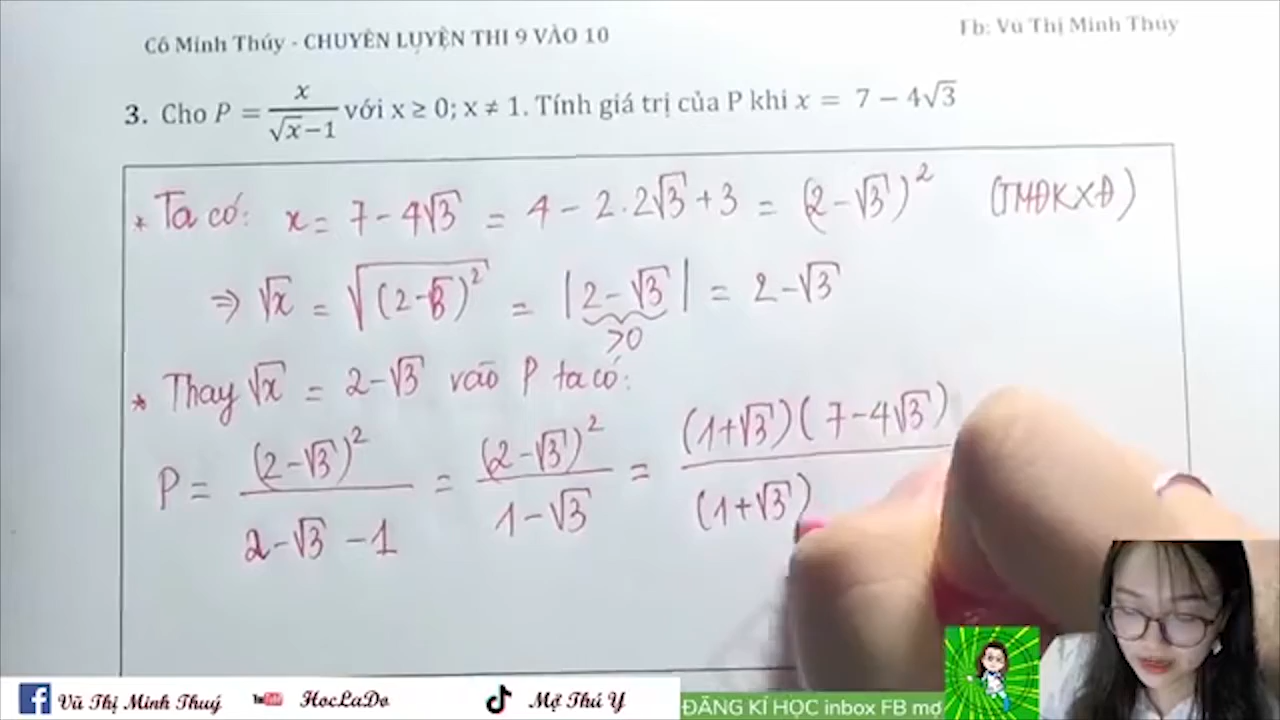 Cô Minh Thúy - CHUYÊN LUYỆN THI 9 VÀO 10
Fb: Vũ Thị Minh Thúy
3. Cho P = x/(√x−1) với x ≥ 0; x ≠ 1. Tính giá trị của P khi x = 7 − 4√3
* Ta có: x = 7 − 4√3 = 4 − 2.2√3 + 3 = (2 − √3)² (TMĐKXĐ)
⇒ √x = √(2−√3)² = |2 − √3| = 2 − √3
>0
* Thay √x = 2 − √3 vào P ta có:
P = (2−√3)²/(2−√3 −1) = (2−√3)²/(1−√3) = (1+√3)(7−4√3)/(1+√3)
Vũ Thị Minh Thuý
YouTube
HocLaDo
Mợ Thú Y
ĐĂNG KÍ HỌC inbox FB mợ